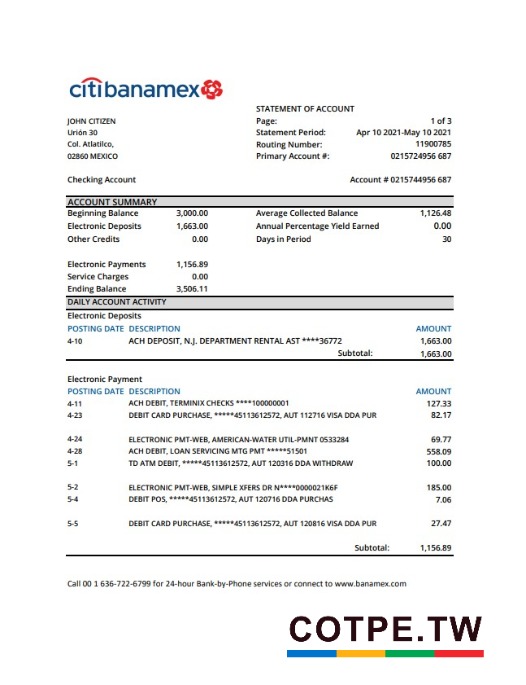 citibanamex
STATEMENT OF ACCOUNT
JOHN CITIZEN Page: 1 of 3
Urión 30 Statement Period: Apr 10 2021-May 10 2021
Col. Atlatilco, Routing Number: 11900785
02860 MEXICO Primary Account #: 0215724956 687
Checking Account Account # 0215744956 687
ACCOUNT SUMMARY
Beginning Balance 3,000.00 Average Collected Balance 1,126.48
Electronic Deposits 1,663.00 Annual Percentage Yield Earned 0.00
Other Credits 0.00 Days in Period 30
Electronic Payments 1,156.89
Service Charges 0.00
Ending Balance 3,506.11
DAILY ACCOUNT ACTIVITY
Electronic Deposits
POSTING DATE DESCRIPTION AMOUNT
4-10 ACH DEPOSIT, N.J. DEPARTMENT RENTAL AST ****36772 1,663.00
Subtotal: 1,663.00
Electronic Payment
POSTING DATE DESCRIPTION AMOUNT
4-11 ACH DEBIT, TERMINIX CHECKS ****100000001 127.33
4-23 DEBIT CARD PURCHASE, *****45113612572, AUT 112716 VISA DDA PUR 82.17
4-24 ELECTRONIC PMT-WEB, AMERICAN-WATER UTIL-PMNT 0533284 69.77
4-28 ACH DEBIT, LOAN SERVICING MTG PMT *****51501 558.09
5-1 TD ATM DEBIT, *****45113612572, AUT 120316 DDA WITHDRAW 100.00
5-2 ELECTRONIC PMT-WEB, SIMPLE XFERS DR N****0000021K6F 185.00
5-4 DEBIT POS, *****45113612572, AUT 120716 DDA PURCHAS 7.06
5-5 DEBIT CARD PURCHASE, *****45113612572, AUT 120816 VISA DDA PUR 27.47
Subtotal: 1,156.89
Call 00 1 636-722-6799 for 24-hour Bank-by-Phone services or connect to www.banamex.com
COTPE.TW